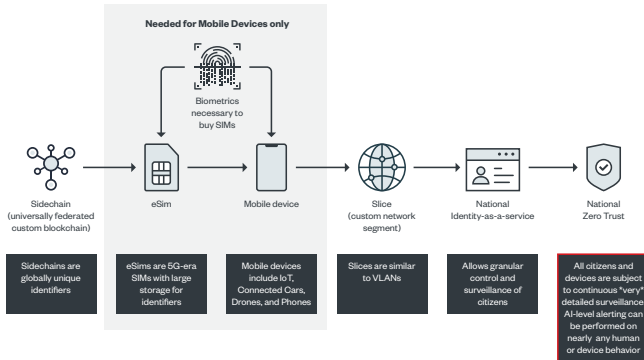 Needed for Mobile Devices only
Biometrics
necessary to
buy SIMs
Sidechain
(universally federated
custom blockchain)
eSim
Mobile device
Slice
(custom network
segment)
National
Identity-as-a-service
National
Zero Trust
Sidechains are
globally unique
identifiers
eSims are 5G-era
SIMs with large
storage for
identifiers
Mobile devices
include IoT,
Connected Cars,
Drones, and Phones
Slices are similar
to VLANs
Allows granular
control and
surveillance of
citizens
All citizens and
devices are subject
to continuous "very"
detailed surveillance
AI-level alerting can
be performed on
nearly any human
or device behavior